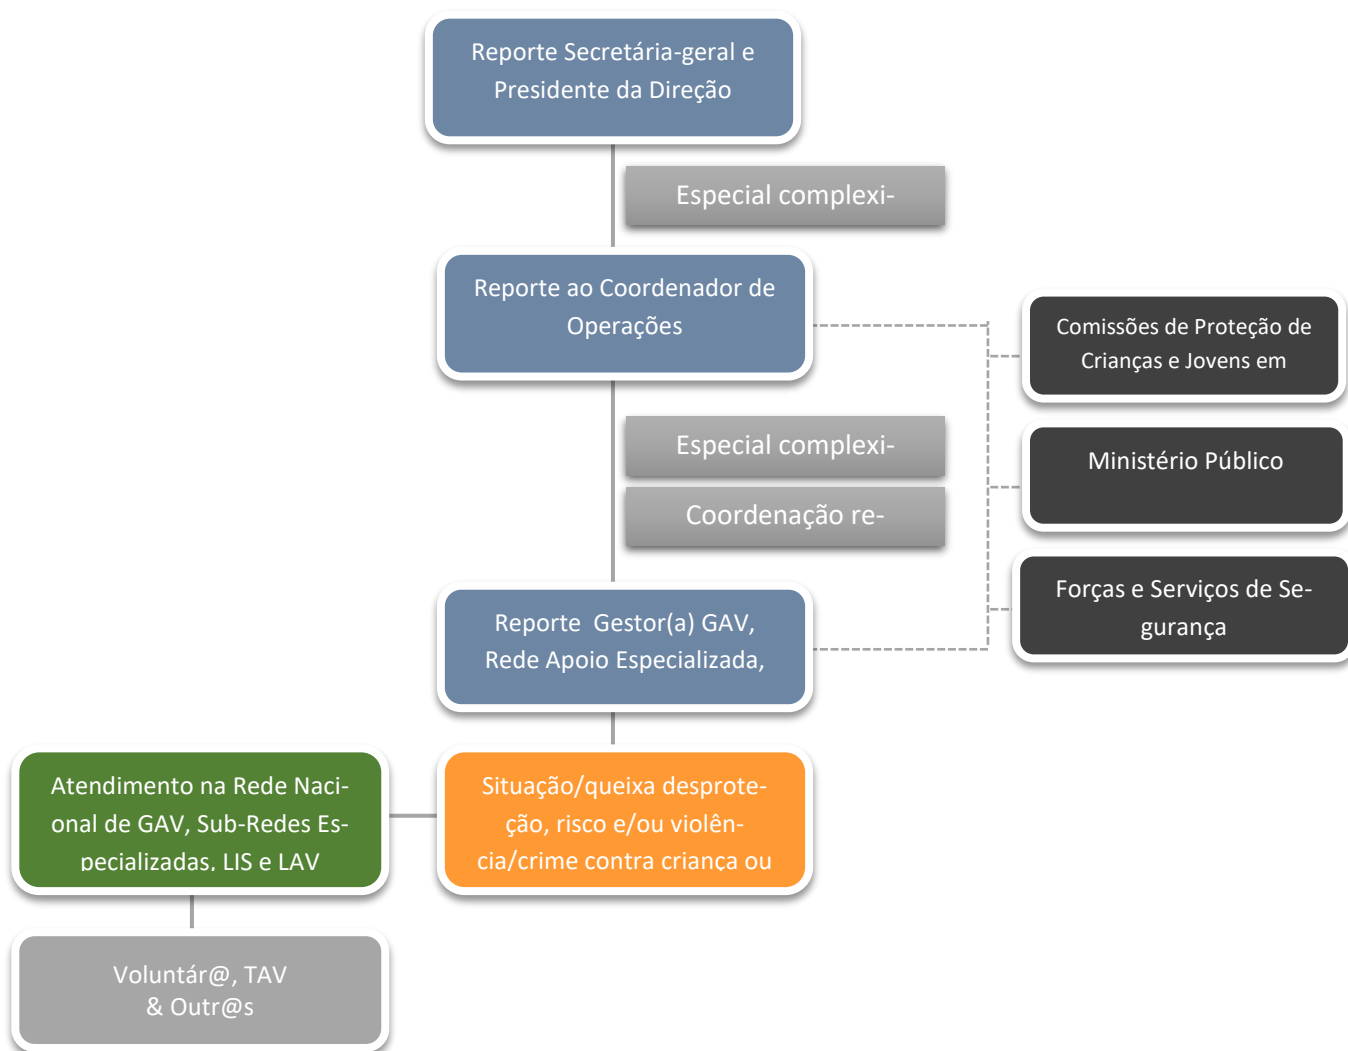 Reporte Secretária-geral e
Presidente da Direção
Especial complexi-
Reporte ao Coordenador de
Operações
Comissões de Proteção de
Crianças e Jovens em
Especial complexi-
Ministério Público
Coordenação re-
Forças e Serviços de Se-
gurança
Reporte  Gestor(a) GAV,
Rede Apoio Especializada,
Atendimento na Rede Naci-
onal de GAV, Sub-Redes Es-
pecializadas, LIS e LAV
Situação/queixa desprote-
ção, risco e/ou violên-
cia/crime contra criança ou
Voluntár@, TAV
& Outr@s